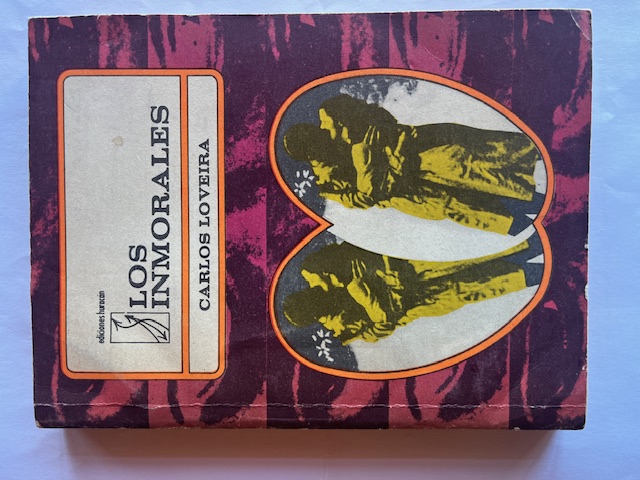 ediciones huracán
LOS
INMORALES
CARLOS LOVEIRA